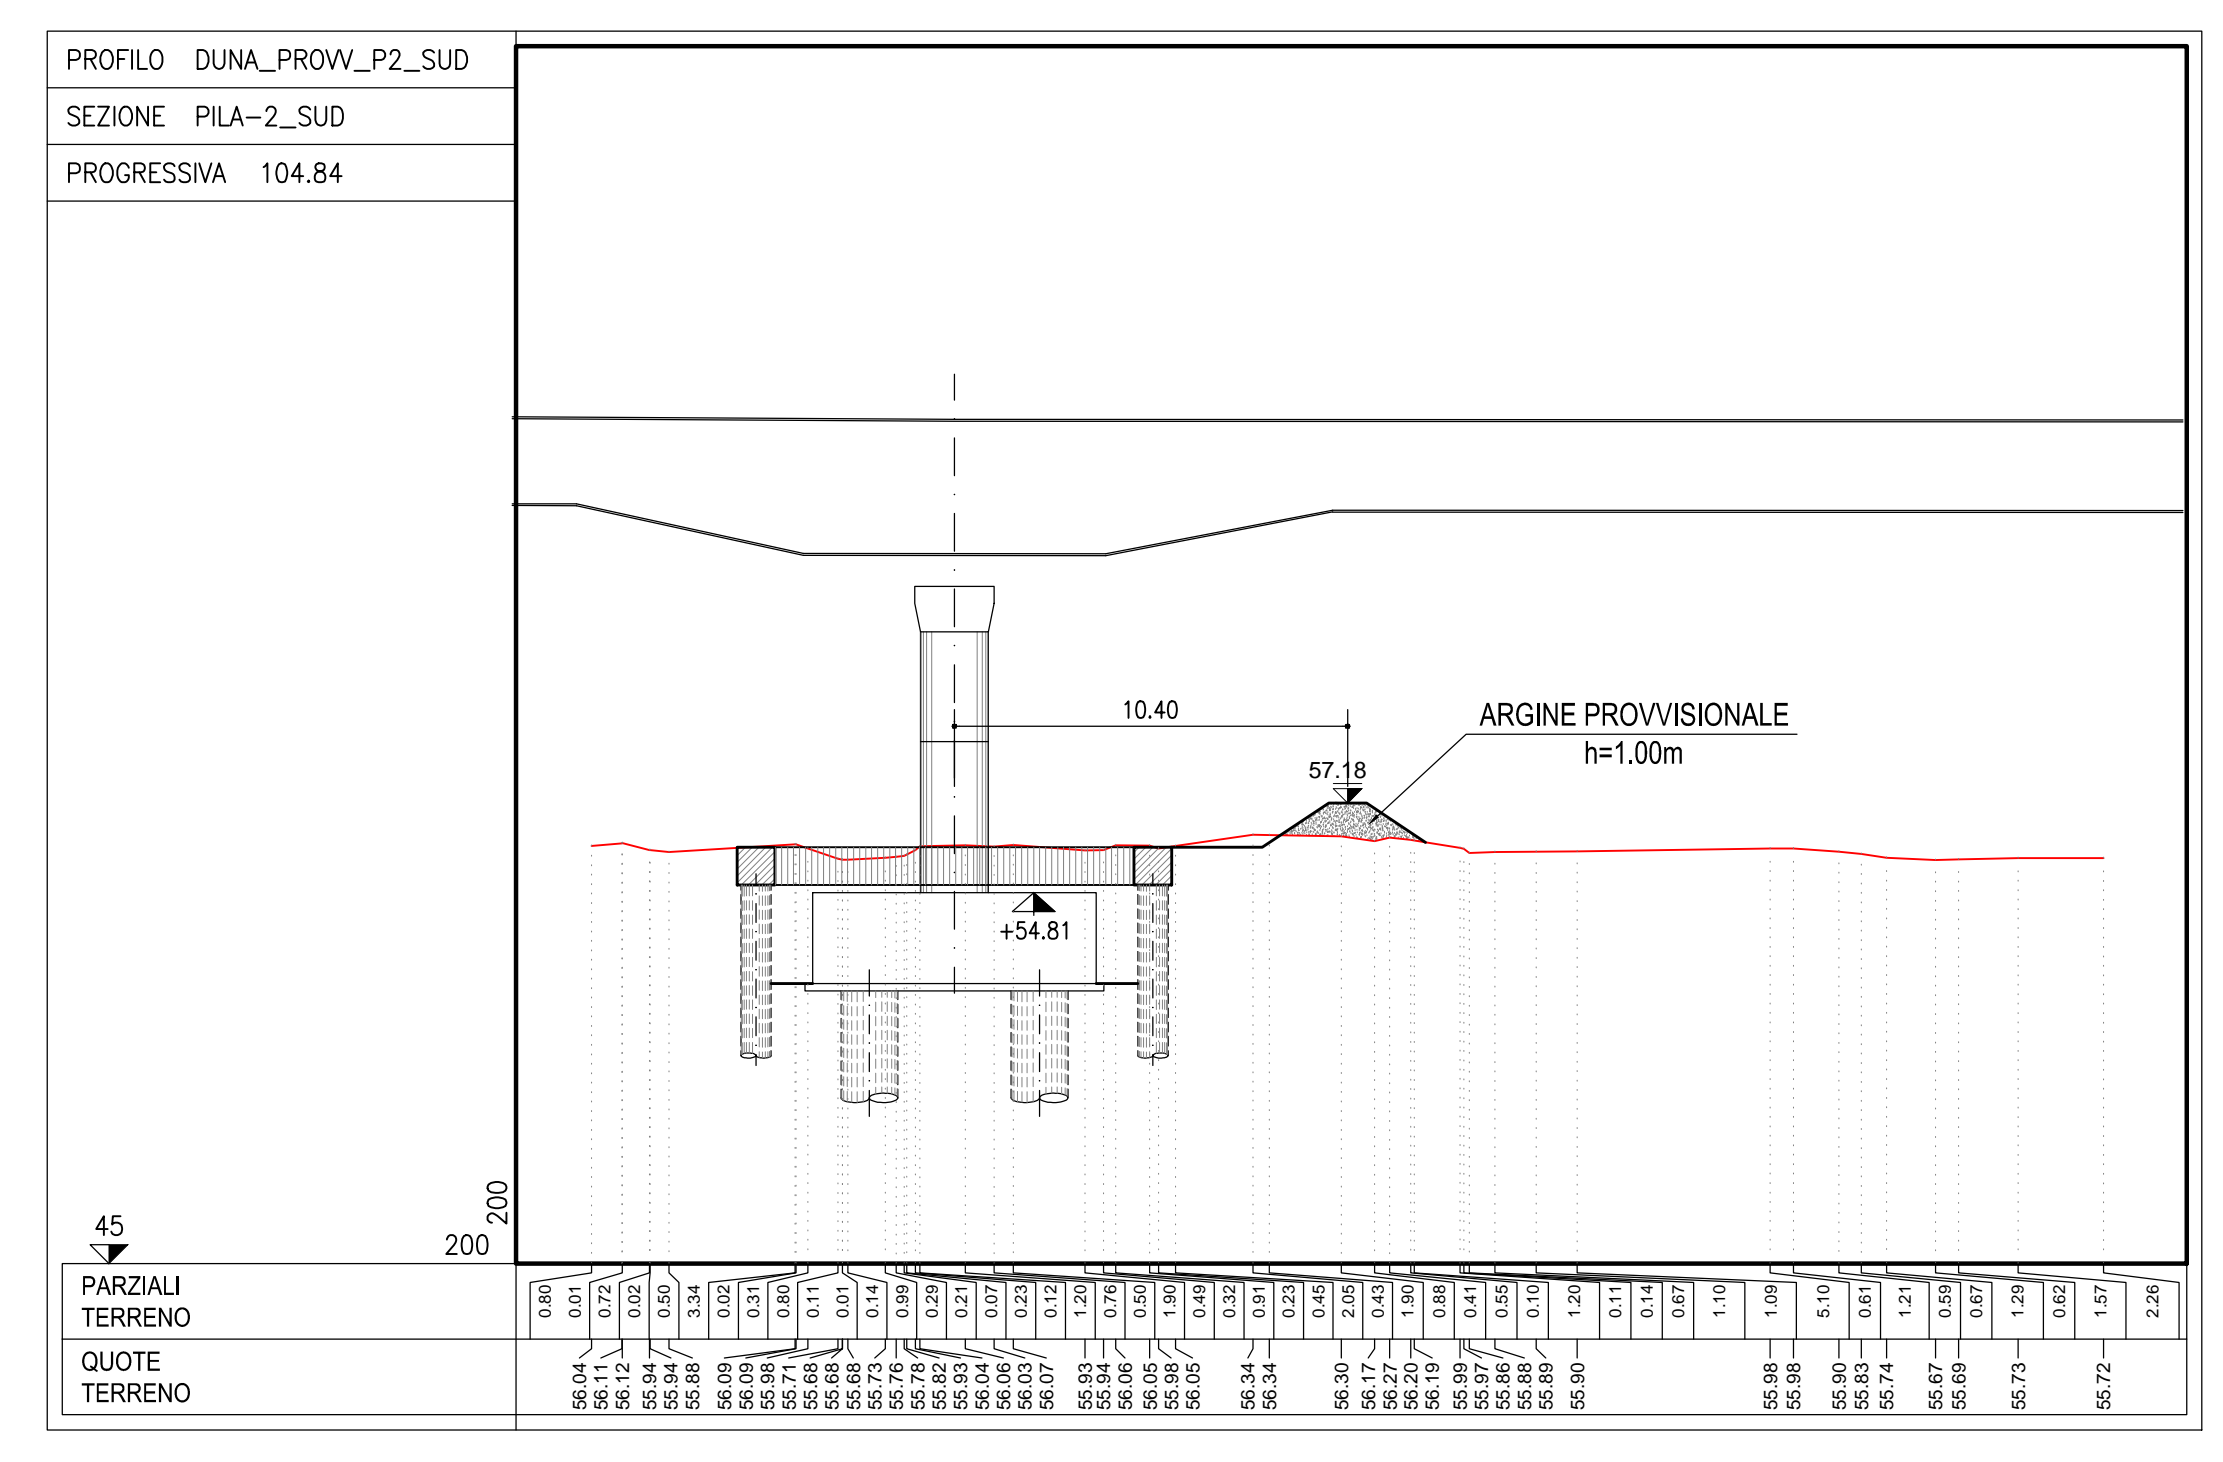 PROFILO DUNA_PROVV_P2_SUD
SEZIONE PILA-2_SUD
PROGRESSIVA 104.84
10.40
ARGINE PROVVISIONALE
h=1.00m
57.18
+54.81
200
45
200
PARZIALI
TERRENO
0.80 0.01 0.72 0.02 0.50 3.34 0.02 0.31 0.80 0.11 0.01 0.14 0.99 0.29 0.21 0.07 0.23 0.12 1.20 0.76 0.50 1.90 0.49 0.32 0.91 0.23 0.45 2.05 0.43 1.90 0.88 0.41 0.55 0.10 1.20 0.11 0.14 0.67 1.10 1.09 5.10 0.61 1.21 0.59 0.67 1.29 0.62 1.57 2.26
QUOTE
TERRENO
56.04 56.11 56.12 55.94 55.94 55.88 56.09 56.09 55.98 55.71 55.68 55.68 55.68 55.73 55.76 55.78 55.82 55.93 56.04 56.06 56.03 56.07 55.93 55.94 56.06 56.05 55.98 56.05 56.34 56.34 56.30 56.17 56.27 56.20 56.19 55.99 55.97 55.86 55.88 55.89 55.90 55.98 55.98 55.90 55.83 55.74 55.67 55.69 55.73 55.72